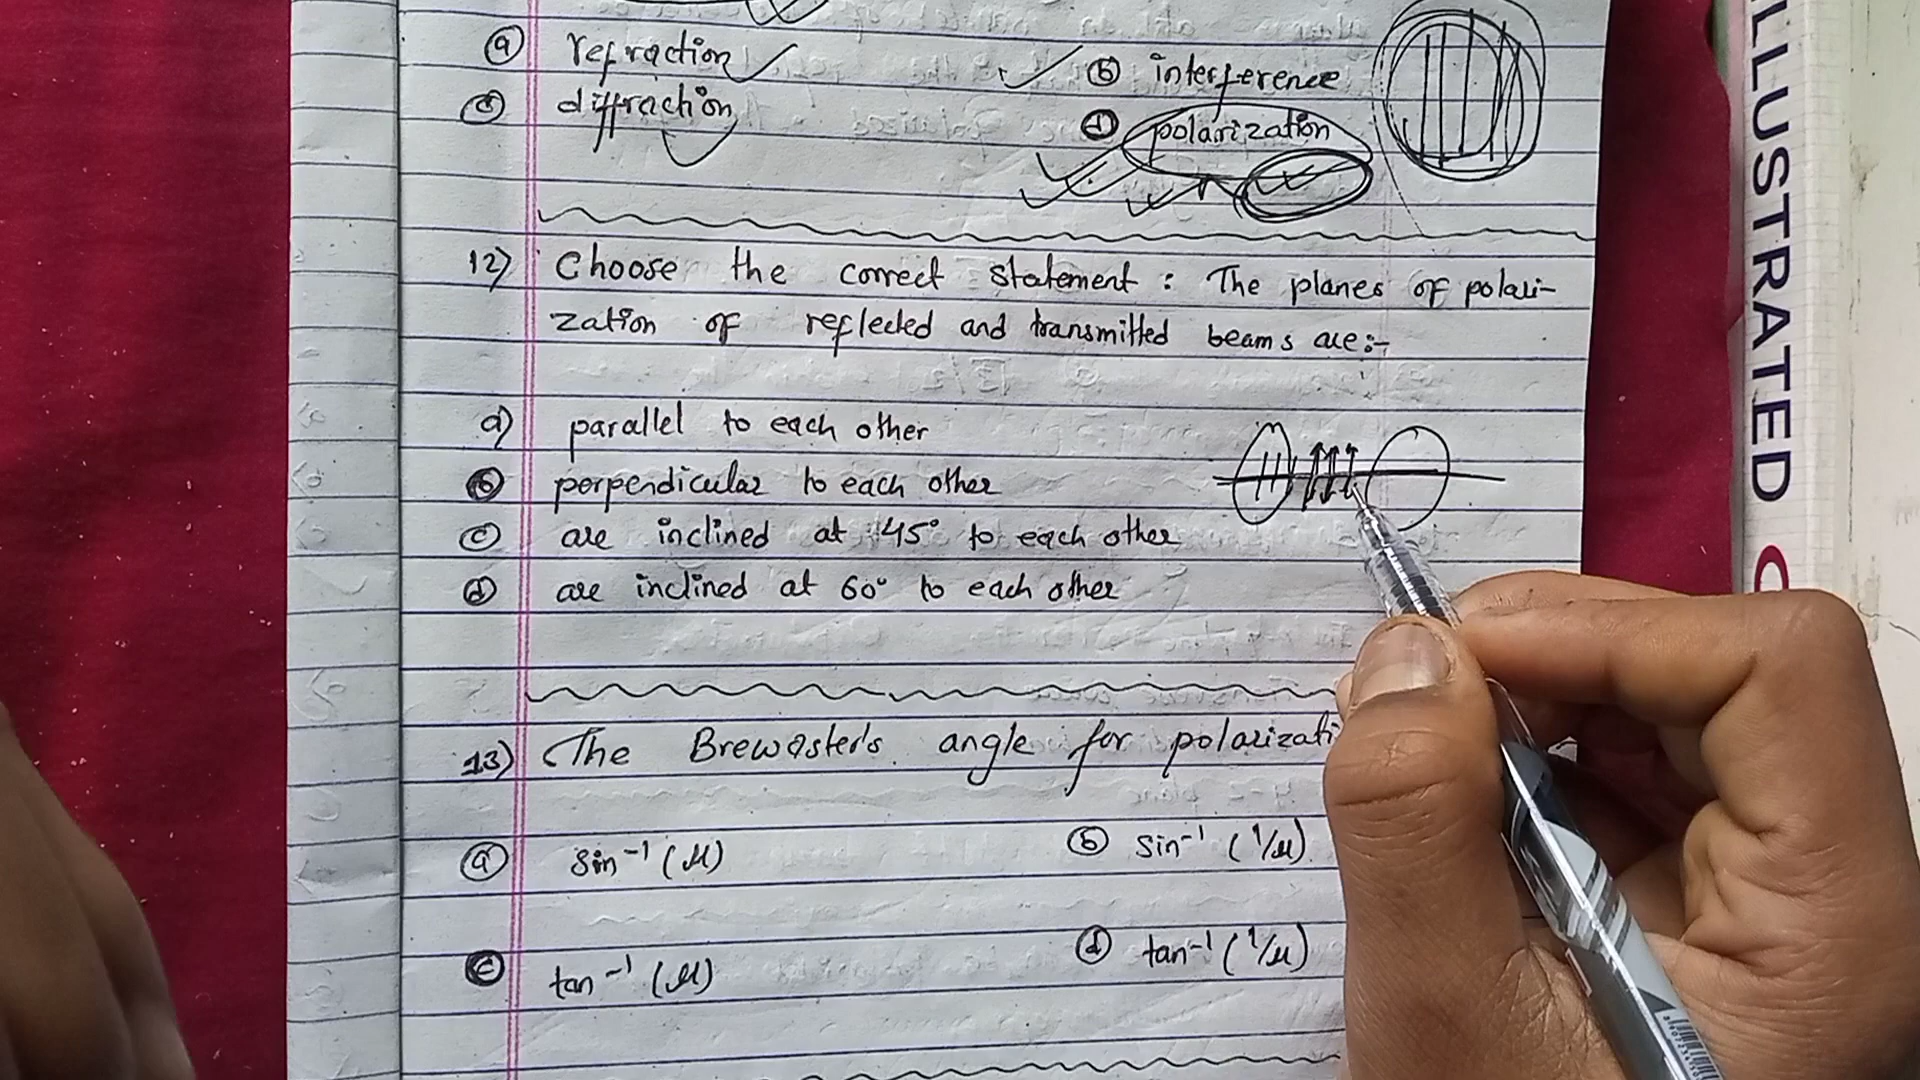 ⓐ refraction ⓑ interference
ⓒ diffraction ⓓ polarization
12) Choose the correct statement: The planes of polari-
zation of reflected and transmitted beams are:-
a) parallel to each other
ⓑ perpendicular to each other
ⓒ are inclined at 45° to each other
ⓓ are inclined at 60° to each other
13) The Brewster's angle for polarizati
ⓐ sin⁻¹ (μ) ⓑ sin⁻¹ (1/μ)
ⓒ tan⁻¹ (μ) ⓓ tan⁻¹ (1/μ)
ILLUSTRATED